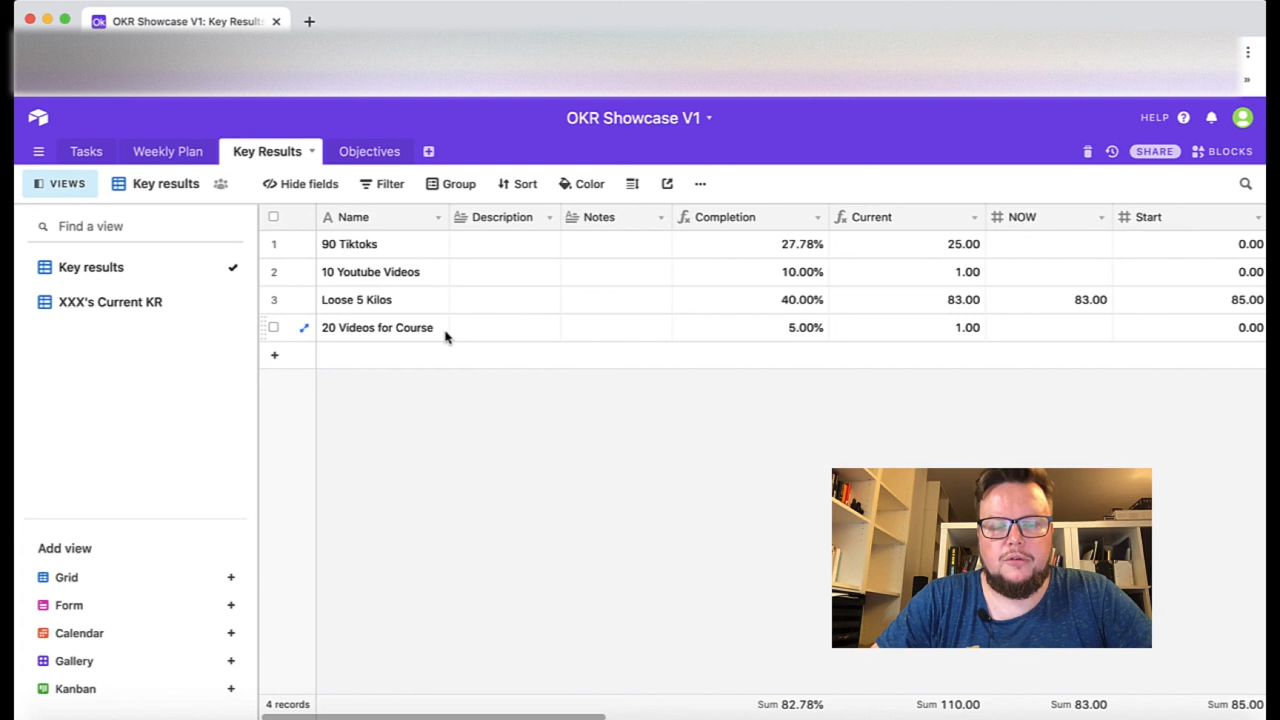 Ok OKR Showcase V1: Key Result
OKR Showcase V1
HELP
Tasks Weekly Plan Key Results Objectives
SHARE BLOCKS
VIEWS Key results Hide fields Filter Group Sort Color
Find a view
Key results
XXX's Current KR
Name Description Notes Completion Current NOW Start
1 90 Tiktoks 27.78% 25.00 0.00
2 10 Youtube Videos 10.00% 1.00 0.00
3 Loose 5 Kilos 40.00% 83.00 83.00 85.00
20 Videos for Course 5.00% 1.00 0.00
Add view
Grid
Form
Calendar
Gallery
Kanban
4 records Sum 82.78% Sum 110.00 Sum 83.00 Sum 85.00